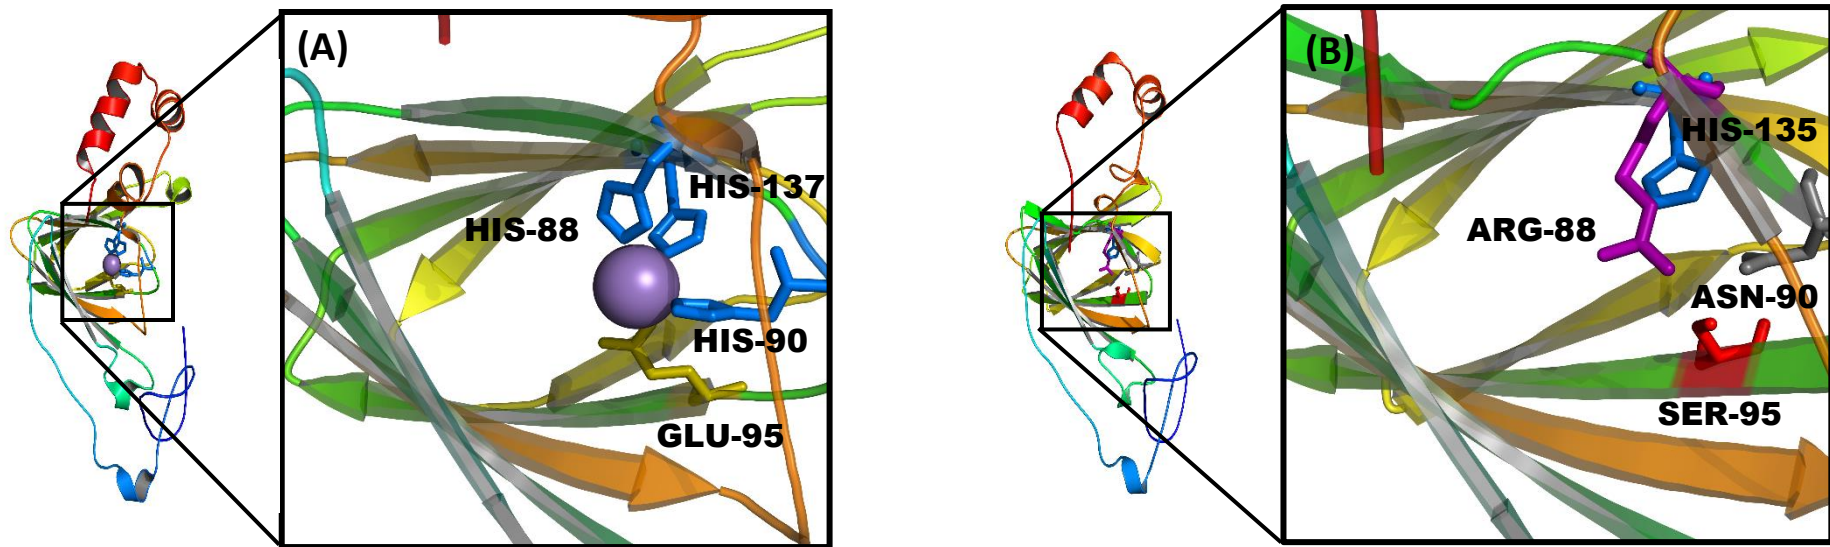 (A)
HIS-137
HIS-88
HIS-90
GLU-95
(B)
HIS-135
ARG-88
ASN-90
SER-95